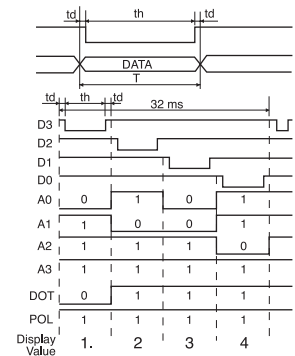 td th td
DATA
T
td th td 32 ms
D3
D2
D1
D0
A0 0 1 0 1
A1 1 0 0 1
A2 1 1 1 0
A3 1 1 1 1
DOT 0 1 1 1
POL 1 1 1 1
Display Value 1. 2 3 4